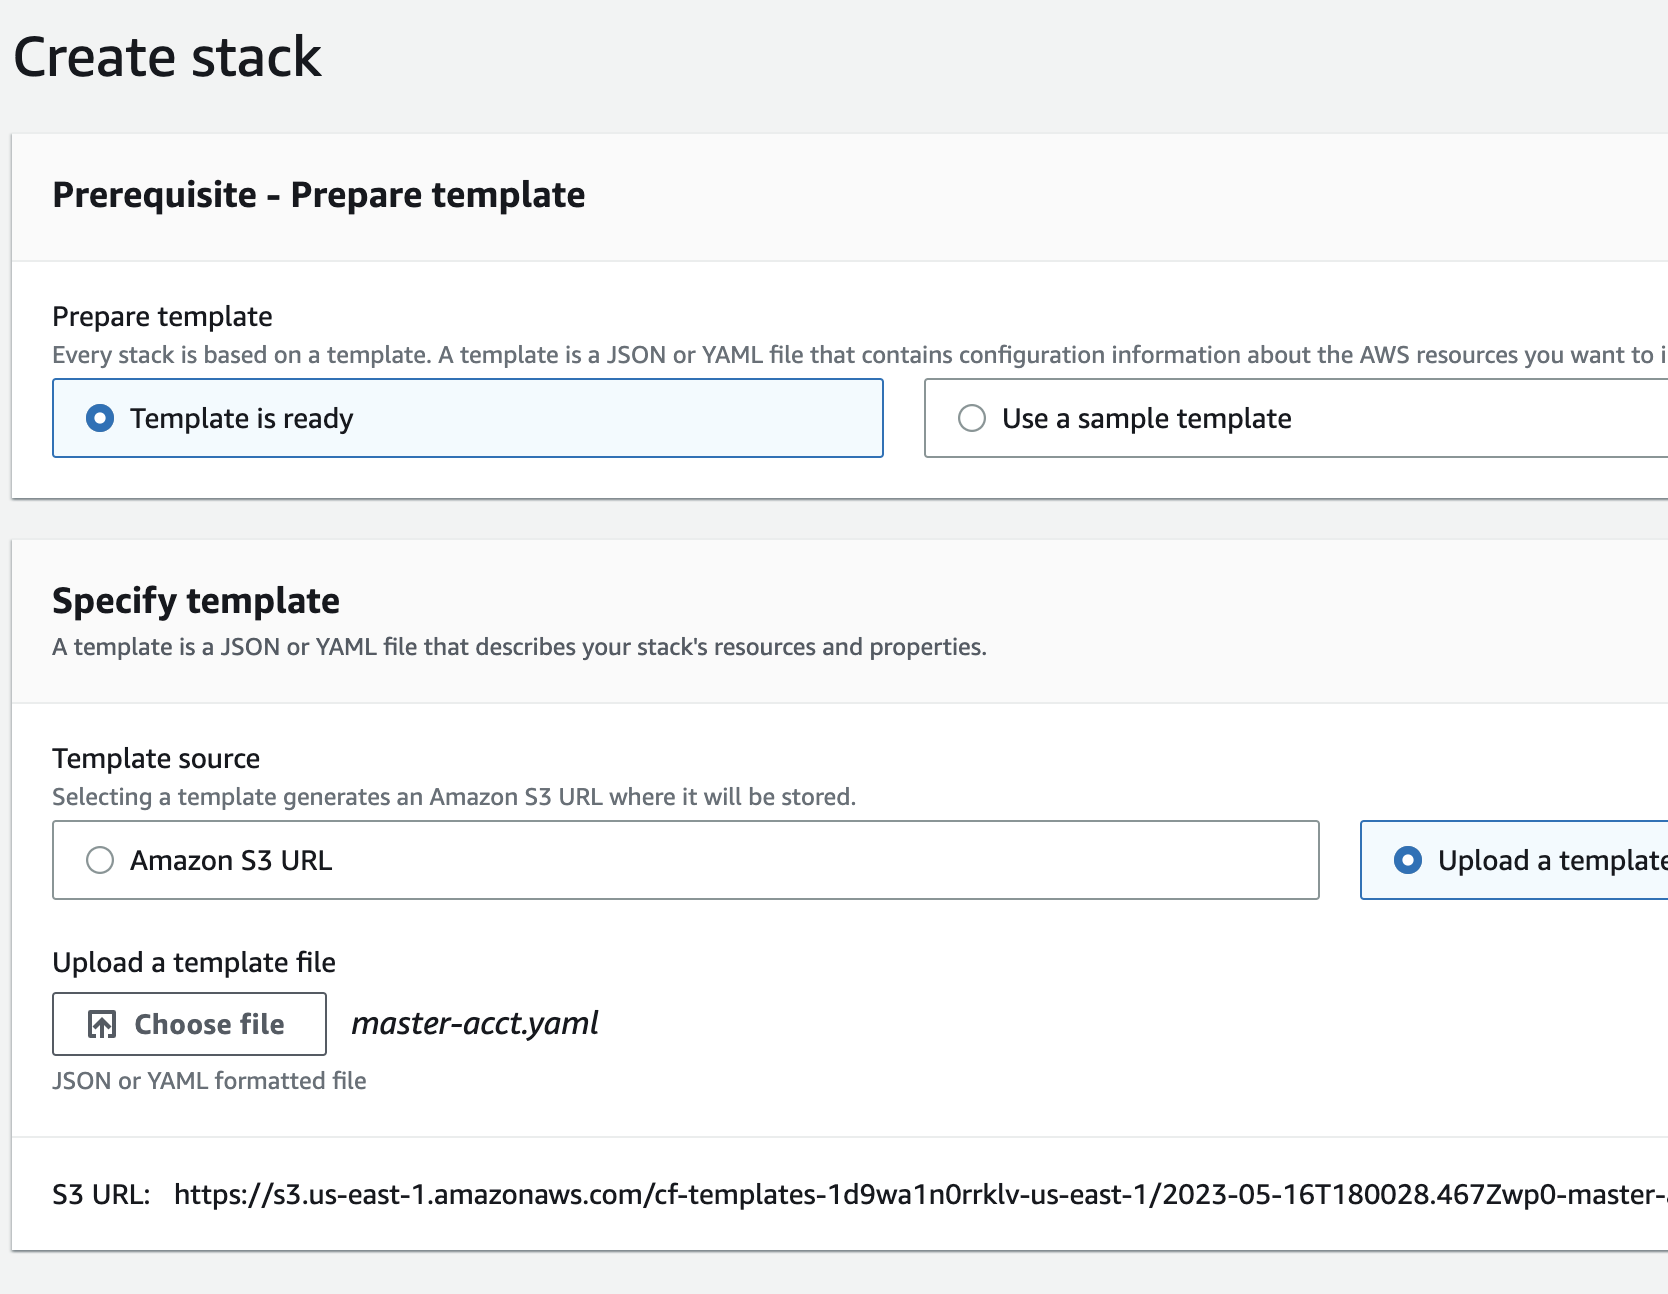 Create stack
Prerequisite - Prepare template
Prepare template
Every stack is based on a template. A template is a JSON or YAML file that contains configuration information about the AWS resources you want to
Template is ready
Use a sample template
Specify template
A template is a JSON or YAML file that describes your stack's resources and properties.
Template source
Selecting a template generates an Amazon S3 URL where it will be stored.
Amazon S3 URL
Upload a template
Upload a template file
Choose file
master-acct.yaml
JSON or YAML formatted file
S3 URL: https://s3.us-east-1.amazonaws.com/cf-templates-1d9wa1n0rrklv-us-east-1/2023-05-16T180028.467Zwp0-master-